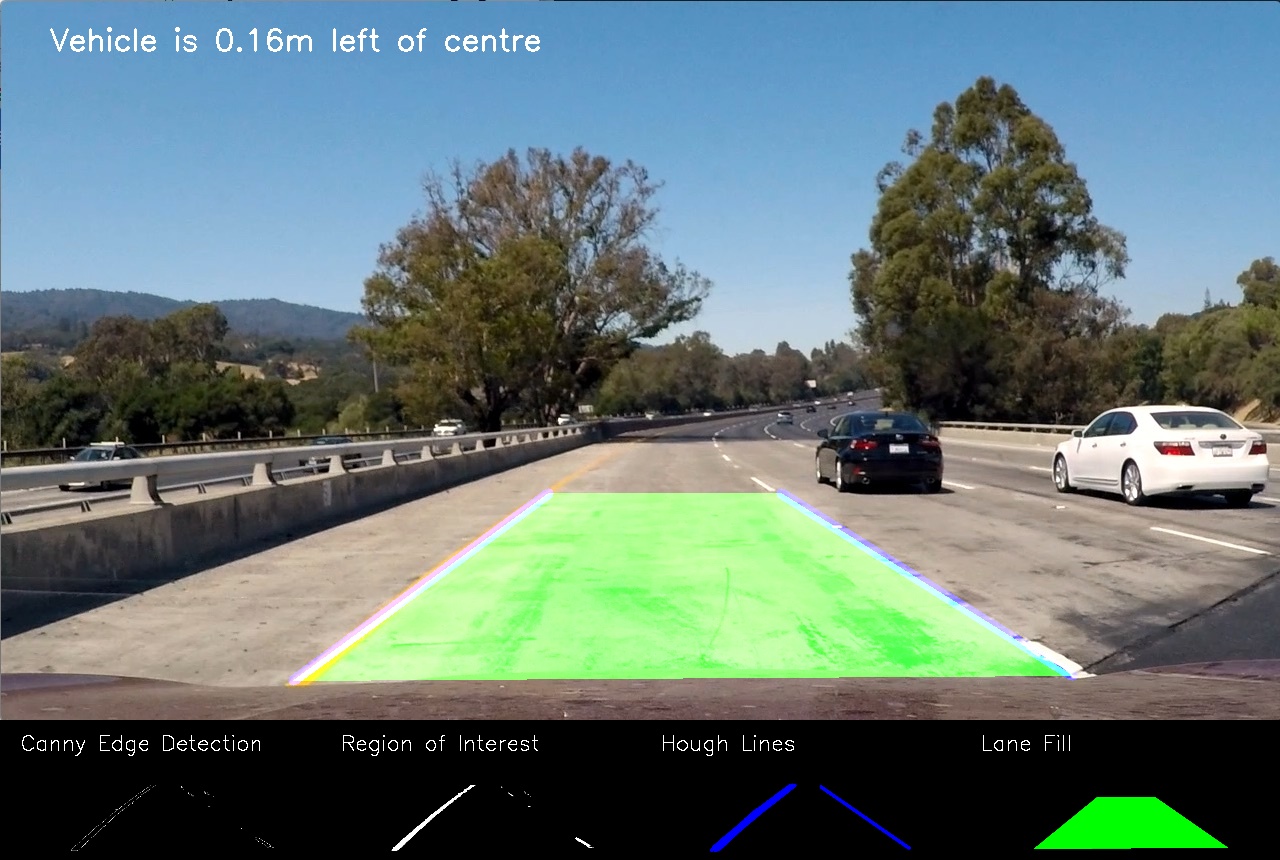 Vehicle is 0.16m left of centre
Canny Edge Detection
Region of Interest
Hough Lines
Lane Fill